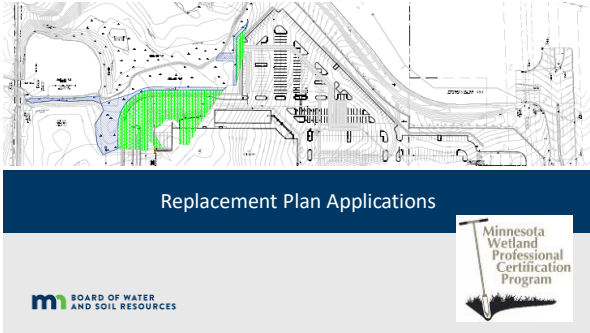 Replacement Plan Applications
Minnesota
Wetland
Professional
Certification
Program
BOARD OF WATER
AND SOIL RESOURCES